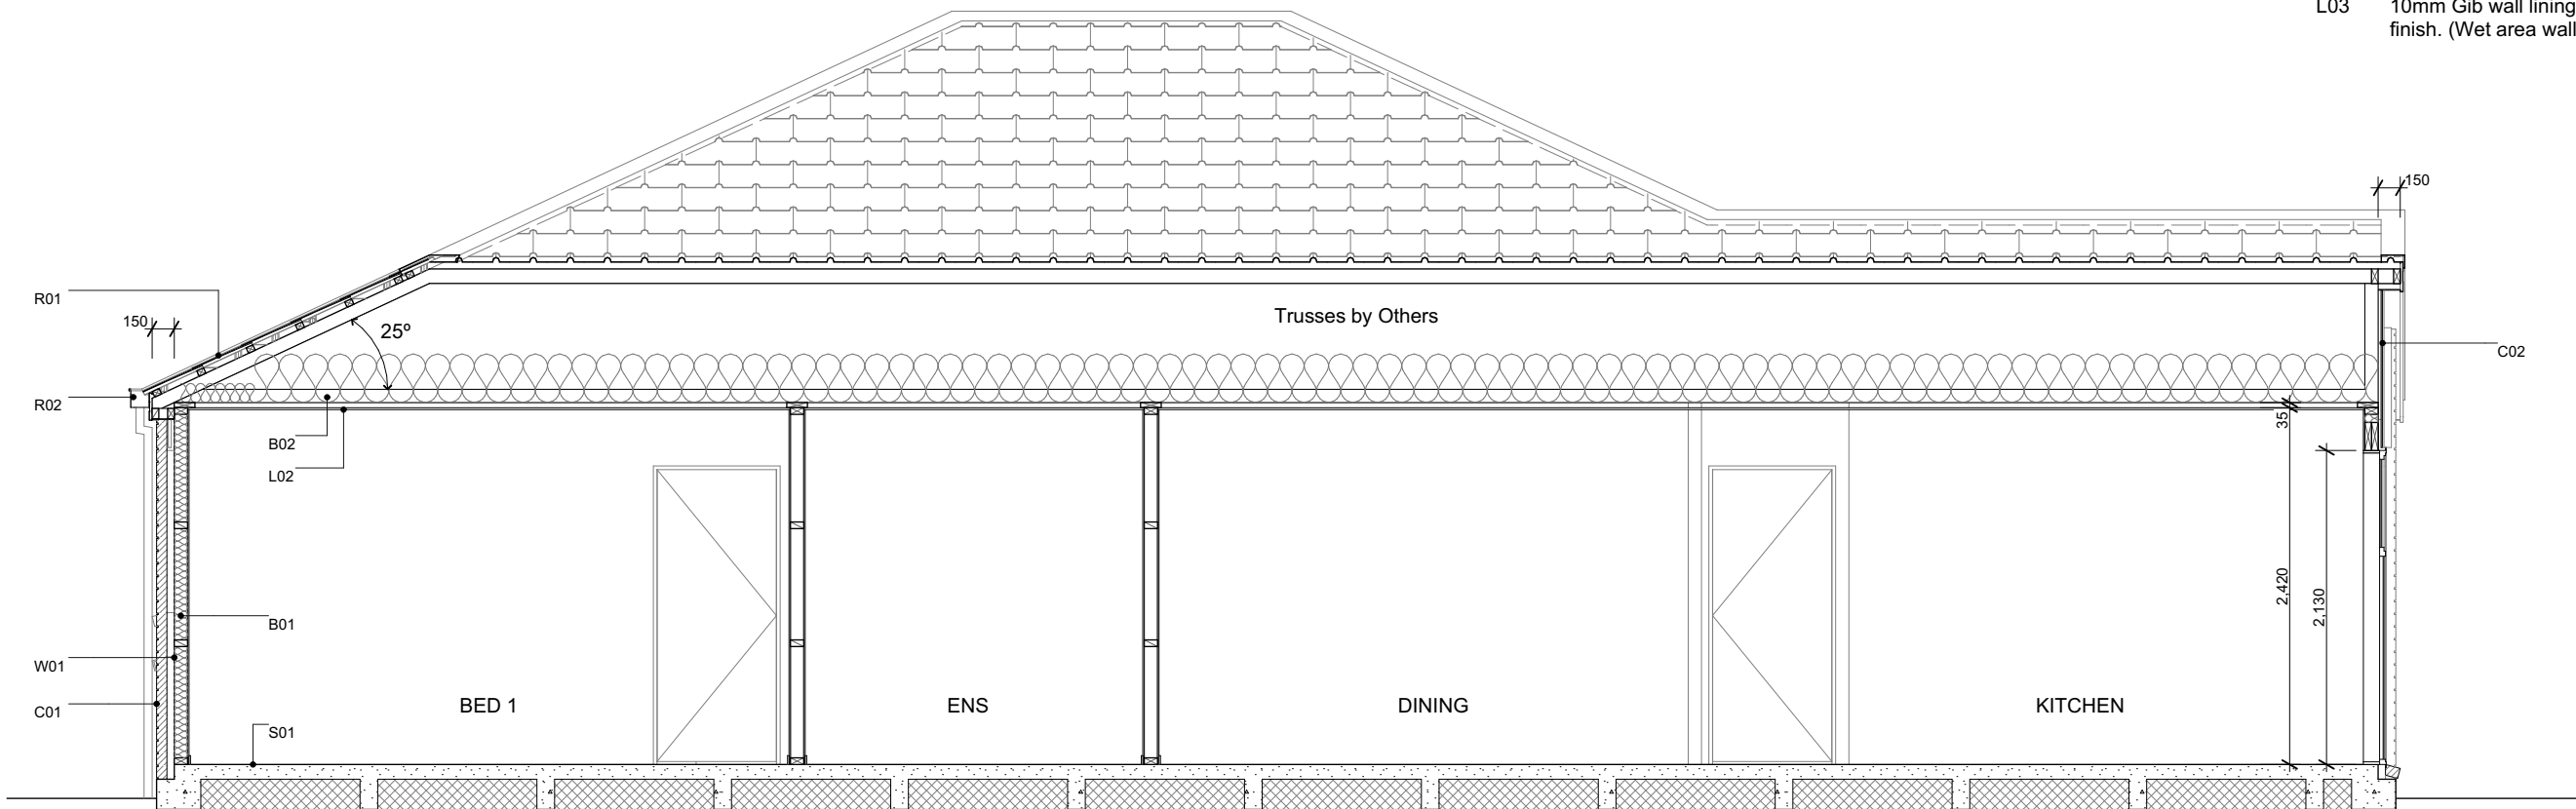 L03 10mm Gib wall lining
finish. (Wet area wall
150
R01
150
Trusses by Others
25°
C02
R02
35
B02
L02
2,420
2,130
B01
W01
BED 1
ENS
DINING
KITCHEN
C01
S01